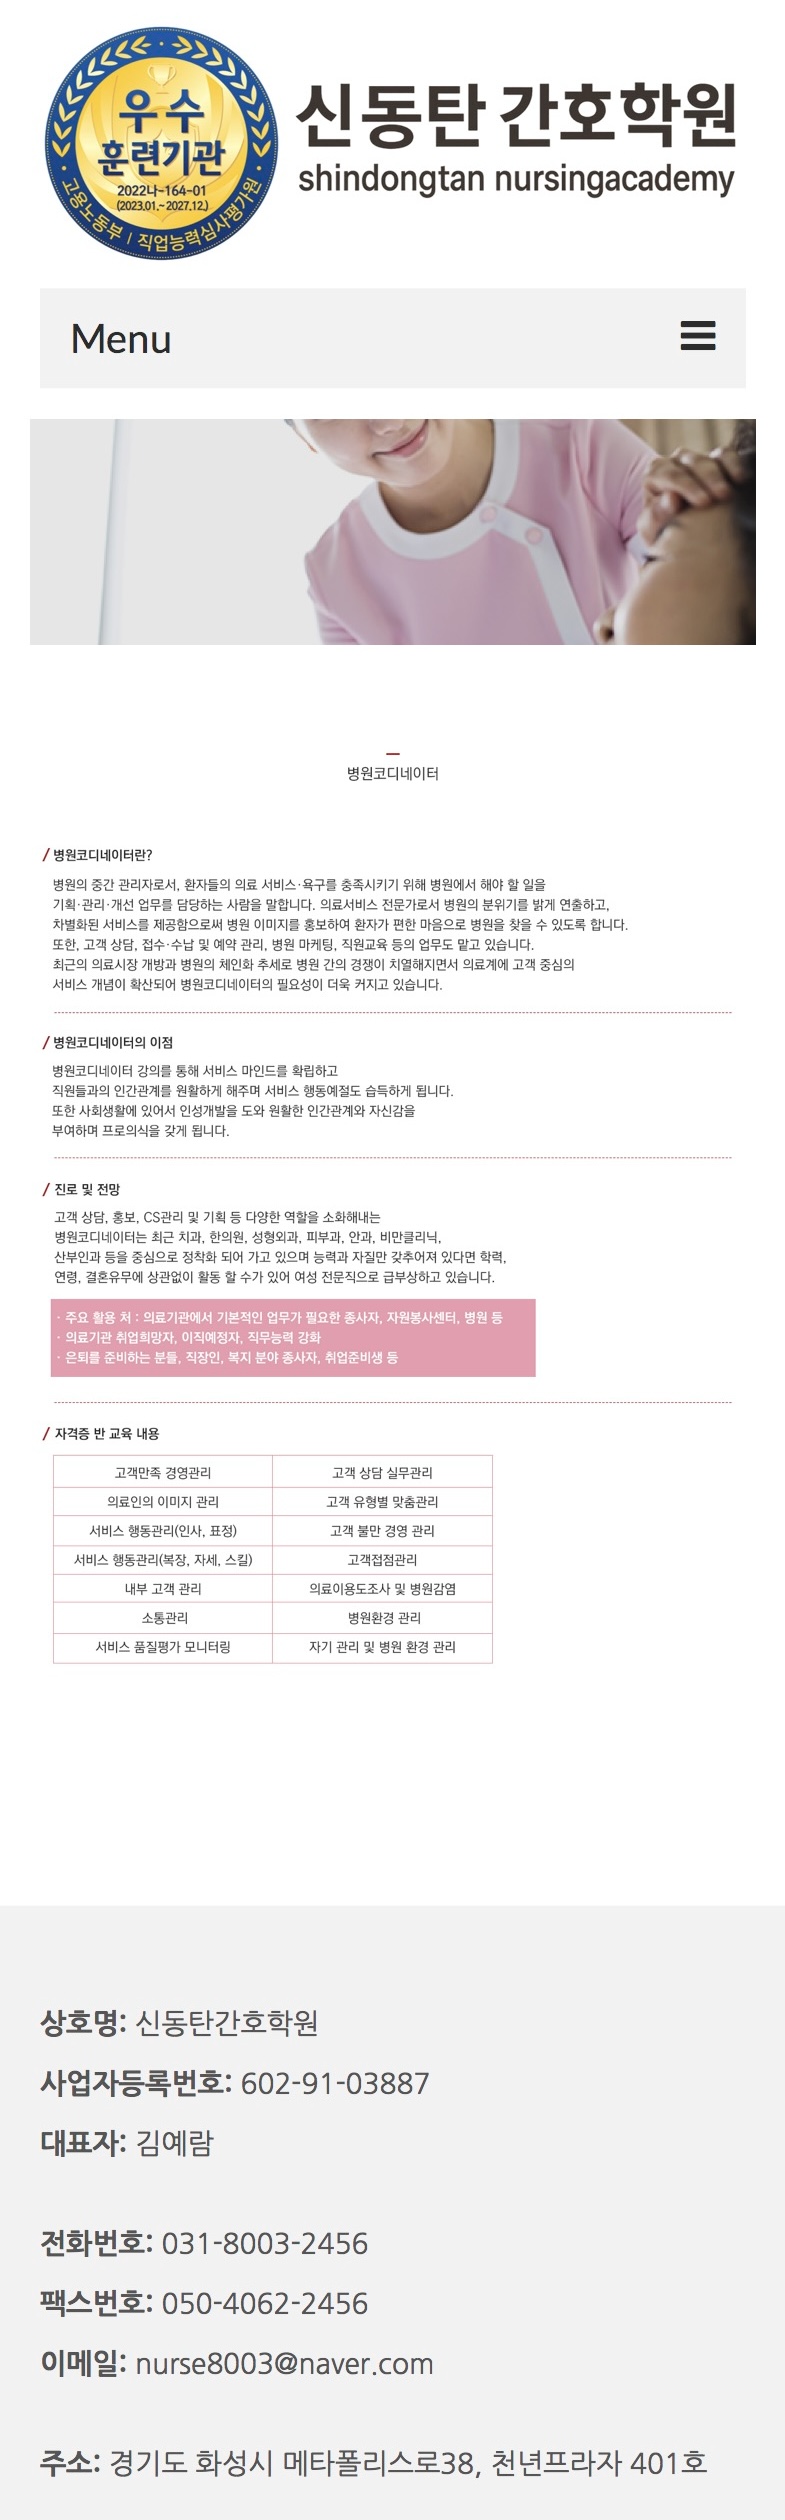 우수
훈련기관
2022나-164-01
(2023.01.~2027.12.)
고용노동부 | 직업능력심사평가원
신동탄 간호학원
shindongtan nursingacademy
Menu
병원코디네이터
/ 병원코디네이터란?
병원의 중간 관리자로서, 환자들의 의료 서비스·욕구를 충족시키기 위해 병원에서 해야 할 일을
기획·관리·개선 업무를 담당하는 사람을 말합니다. 의료서비스 전문가로서 병원의 분위기를 밝게 연출하고,
차별화된 서비스를 제공함으로써 병원 이미지를 홍보하여 환자가 편한 마음으로 병원을 찾을 수 있도록 합니다.
또한, 고객 상담, 접수·수납 및 예약 관리, 병원 마케팅, 직원교육 등의 업무도 맡고 있습니다.
최근의 의료시장 개방과 병원의 체인화 추세로 병원 간의 경쟁이 치열해지면서 의료계에 고객 중심의
서비스 개념이 확산되어 병원코디네이터의 필요성이 더욱 커지고 있습니다.
/ 병원코디네이터의 이점
병원코디네이터 강의를 통해 서비스 마인드를 확립하고
직원들과의 인간관계를 원활하게 해주며 서비스 행동예절도 습득하게 됩니다.
또한 사회생활에 있어서 인성개발을 도와 원활한 인간관계와 자신감을
부여하며 프로의식을 갖게 됩니다.
/ 진로 및 전망
고객 상담, 홍보, CS관리 및 기획 등 다양한 역할을 소화해내는
병원코디네이터는 최근 치과, 한의원, 성형외과, 피부과, 안과, 비만클리닉,
산부인과 등을 중심으로 정착화 되어 가고 있으며 능력과 자질만 갖추어져 있다면 학력,
연령, 결혼유무에 상관없이 활동 할 수가 있어 여성 전문직으로 급부상하고 있습니다.
· 주요 활용 처 : 의료기관에서 기본적인 업무가 필요한 종사자, 자원봉사센터, 병원 등
· 의료기관 취업희망자, 이직예정자, 직무능력 강화
· 은퇴를 준비하는 분들, 직장인, 복지 분야 종사자, 취업준비생 등
/ 자격증 반 교육 내용
고객만족 경영관리 고객 상담 실무관리
의료인의 이미지 관리 고객 유형별 맞춤관리
서비스 행동관리(인사, 표정) 고객 불만 경영 관리
서비스 행동관리(복장, 자세, 스킬) 고객접점관리
내부 고객 관리 의료이용도조사 및 병원감염
소통관리 병원환경 관리
서비스 품질평가 모니터링 자기 관리 및 병원 환경 관리
상호명: 신동탄간호학원
사업자등록번호: 602-91-03887
대표자: 김예람
전화번호: 031-8003-2456
팩스번호: 050-4062-2456
이메일: nurse8003@naver.com
주소: 경기도 화성시 메타폴리스로38, 천년프라자 401호